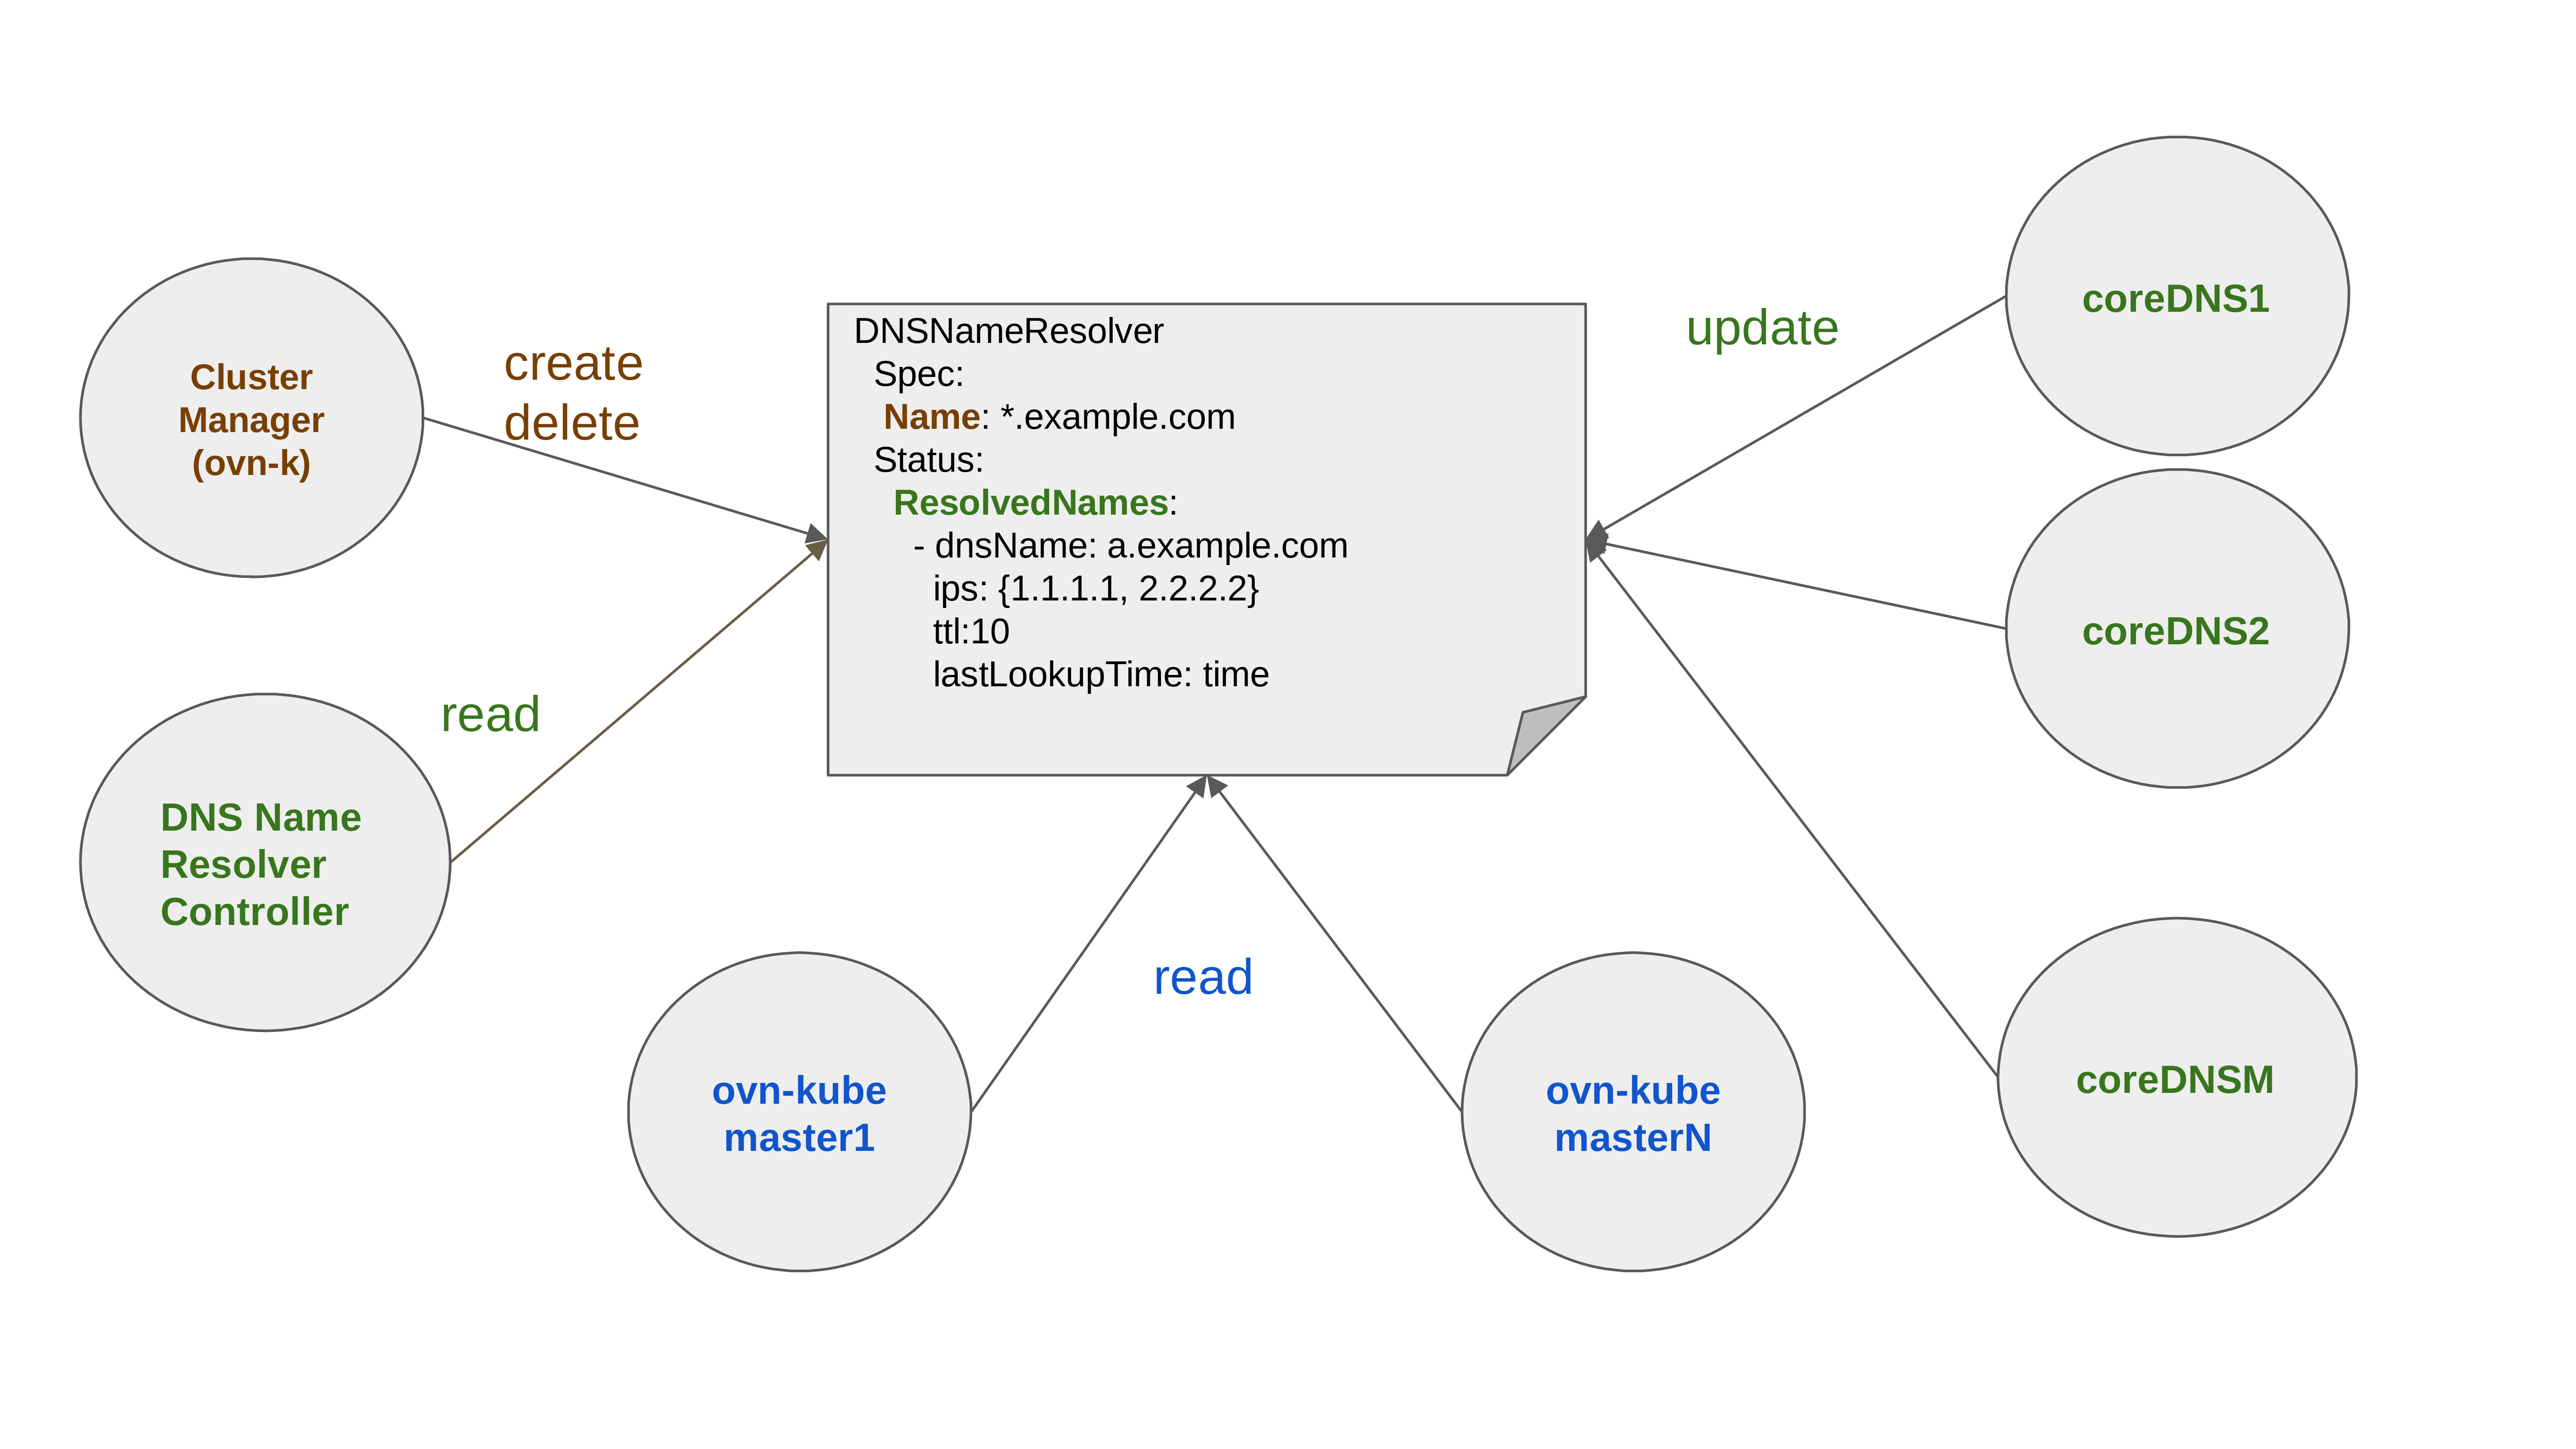 Cluster
Manager
(ovn-k)
create
delete
DNSNameResolver
Spec:
Name: *.example.com
Status:
ResolvedNames:
- dnsName: a.example.com
ips: {1.1.1.1, 2.2.2.2}
ttl:10
lastLookupTime: time
update
coreDNS1
coreDNS2
read
DNS Name
Resolver
Controller
read
ovn-kube
master1
ovn-kube
masterN
coreDNSM